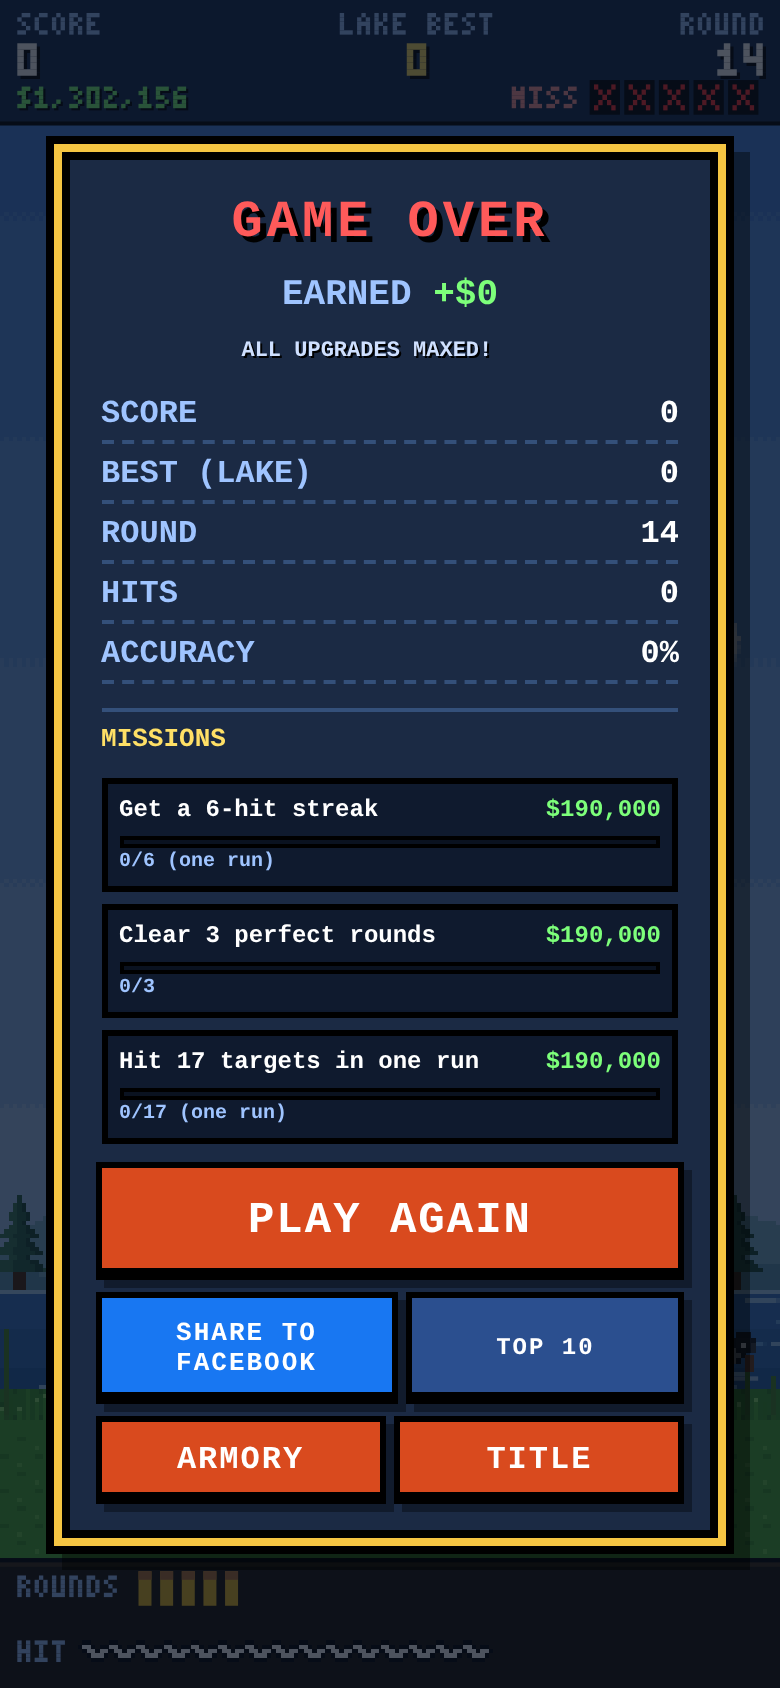 SCORE LAKE BEST ROUND
0 0 14
$1,302,156 MISS X X X X X
GAME OVER
EARNED +$0
ALL UPGRADES MAXED!
SCORE 0
BEST (LAKE) 0
ROUND 14
HITS 0
ACCURACY 0%
MISSIONS
Get a 6-hit streak $190,000
0/6 (one run)
Clear 3 perfect rounds $190,000
0/3
Hit 17 targets in one run $190,000
0/17 (one run)
PLAY AGAIN
SHARE TO
FACEBOOK
TOP 10
ARMORY TITLE
ROUNDS
HIT